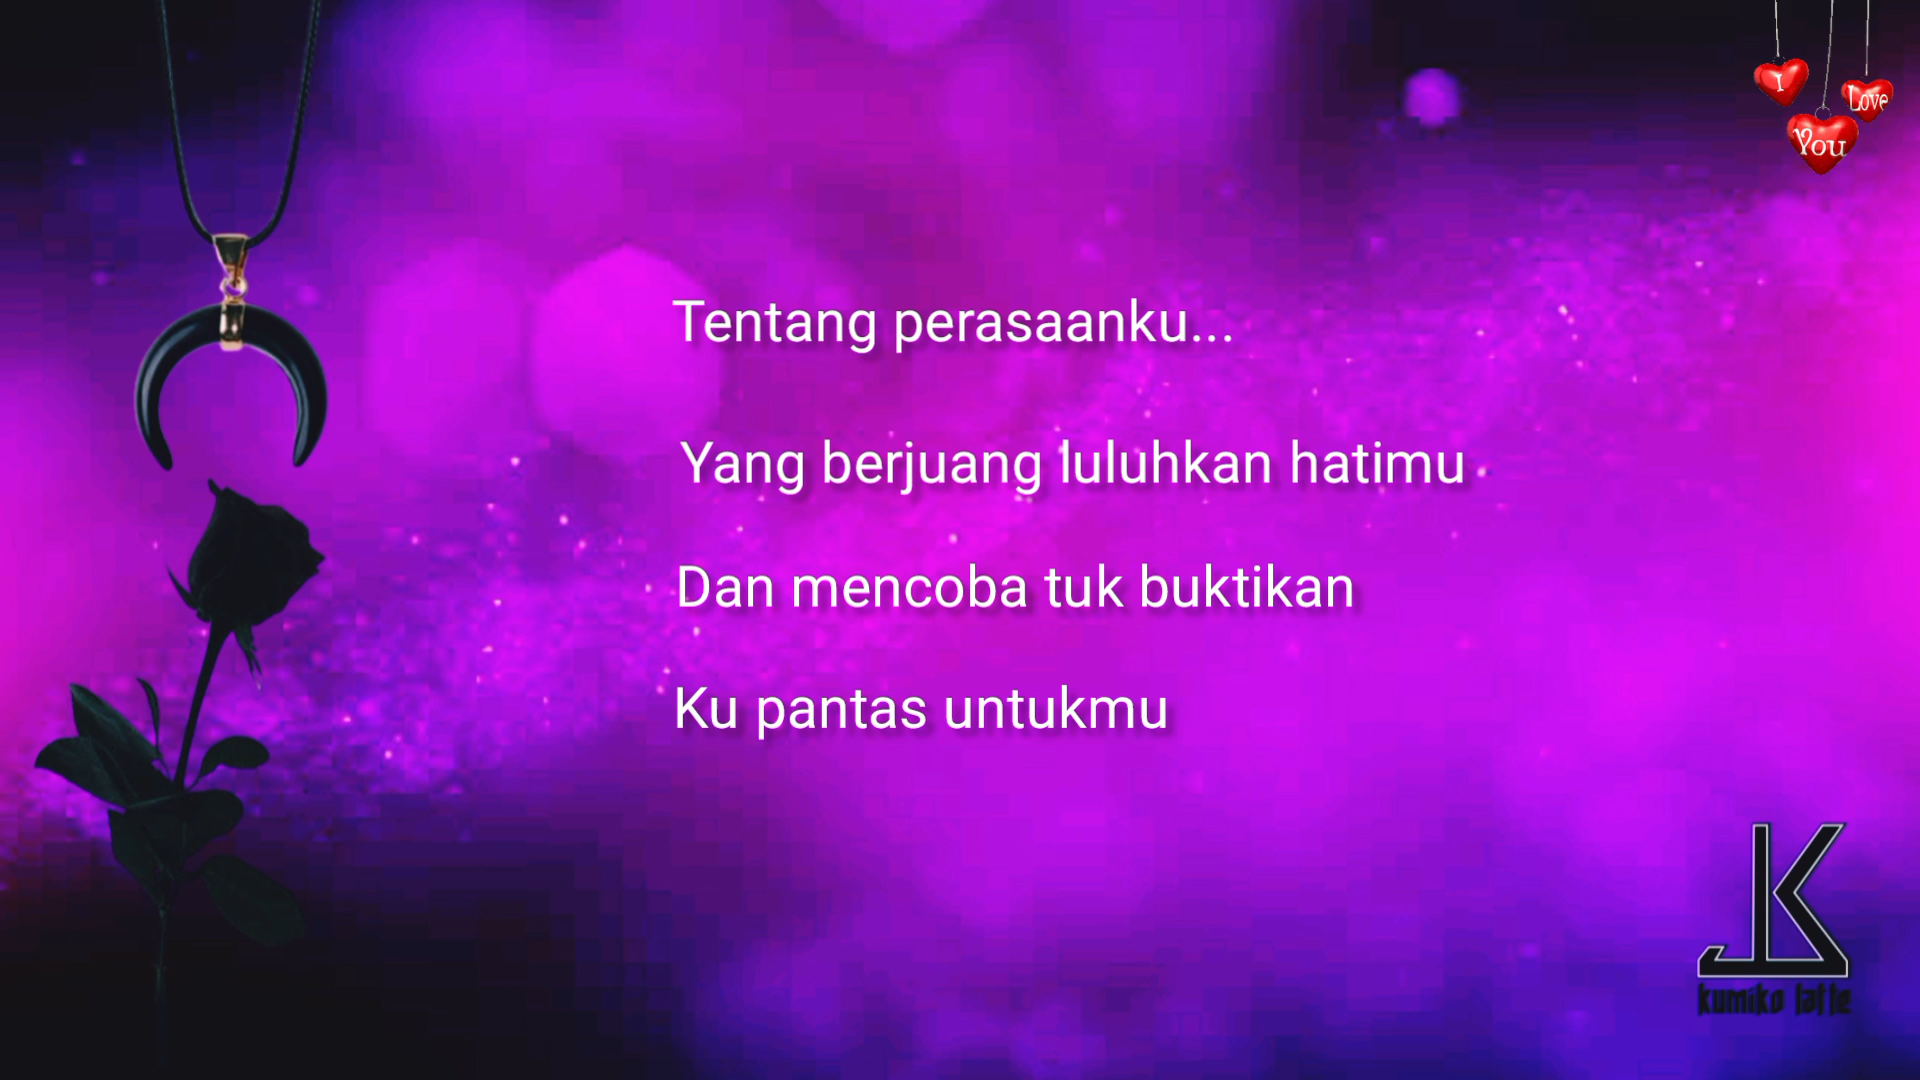 I
Love
You
Tentang perasaanku...
Yang berjuang luluhkan hatimu
Dan mencoba tuk buktikan
Ku pantas untukmu
kumiko latte